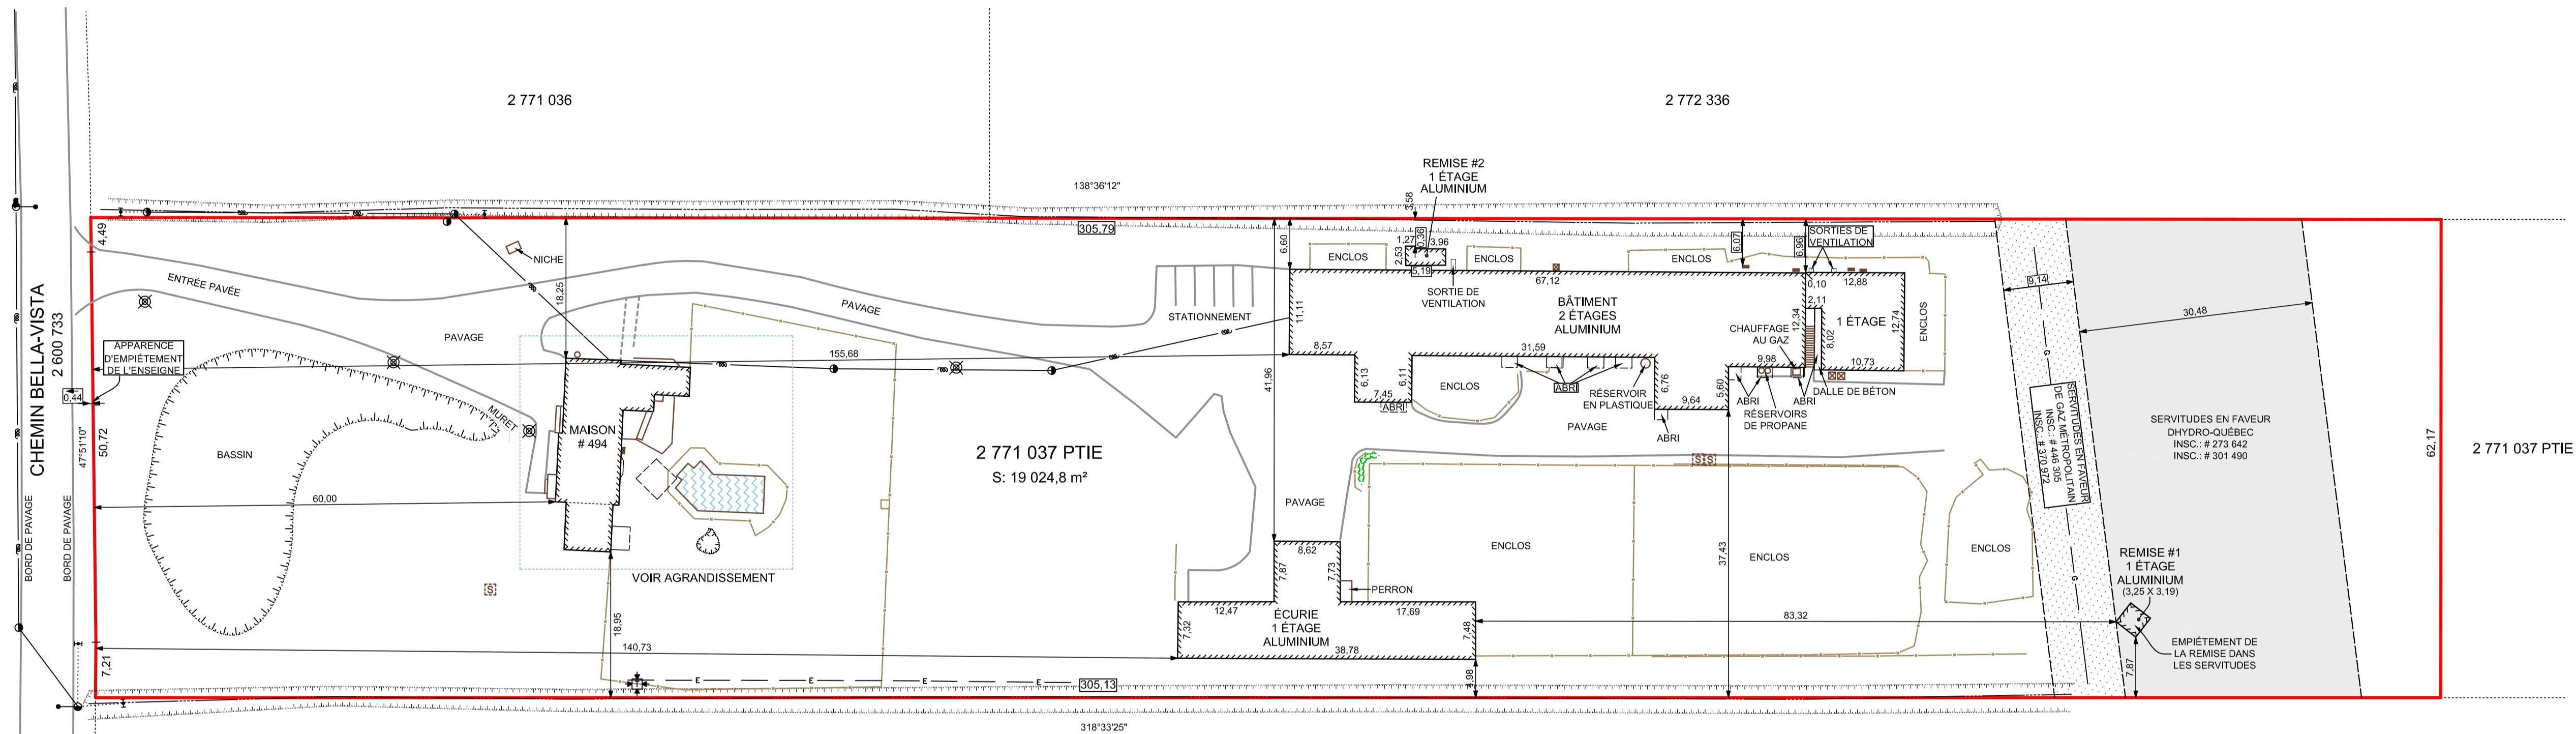 2 771 036
2 772 336
138°36'12"
REMISE #2
1 ÉTAGE
ALUMINIUM
3,58
305,79
4,49
ENTRÉE PAVÉE
NICHE
18,25
PAVAGE
PAVAGE
STATIONNEMENT
6,60
ENCLOS
1,27
0,36
3,96
2,53
5,19
SORTIE DE
VENTILATION
ENCLOS
67,12
ENCLOS
6,07
6,96
SORTIES DE
VENTILATION
0,10
12,88
2,11
BÂTIMENT
2 ÉTAGES
ALUMINIUM
11,11
8,57
6,13
7,45
6,11
ABRI
ENCLOS
31,59
ABRI
RÉSERVOIR
EN PLASTIQUE
6,76
9,64
5,60
ABRI
PAVAGE
CHAUFFAGE
AU GAZ
9,98
12,34
8,02
1 ÉTAGE
12,74
10,73
ENCLOS
DALLE DE BÉTON
ABRI
RÉSERVOIRS
DE PROPANE
ABRI
9,14
30,48
CHEMIN BELLA-VISTA
2 600 733
APPARENCE
D'EMPIÉTEMENT
DE L'ENSEIGNE
0,44
47°51'10"
50,72
BORD DE PAVAGE
BORD DE PAVAGE
BASSIN
MURET
155,68
60,00
MAISON
# 494
VOIR AGRANDISSEMENT
S
18,95
2 771 037 PTIE
S: 19 024,8 m²
41,96
PAVAGE
8,62
7,87
7,73
PERRON
12,47
17,69
ÉCURIE
1 ÉTAGE
ALUMINIUM
7,32
7,48
38,78
4,98
140,73
7,21
E E E E
305,13
318°33'25"
ENCLOS
S S
ENCLOS
37,43
83,32
ENCLOS
G
G
G
SERVITUDES EN FAVEUR
DE GAZ MÉTROPOLITAIN
INSC.: # 446 305
INSC.: # 370 972
SERVITUDES EN FAVEUR
DHYDRO-QUÉBEC
INSC.: # 273 642
INSC.: # 301 490
REMISE #1
1 ÉTAGE
ALUMINIUM
(3,25 X 3,19)
EMPIÉTEMENT DE
LA REMISE DANS
LES SERVITUDES
7,87
62,17
2 771 037 PTIE